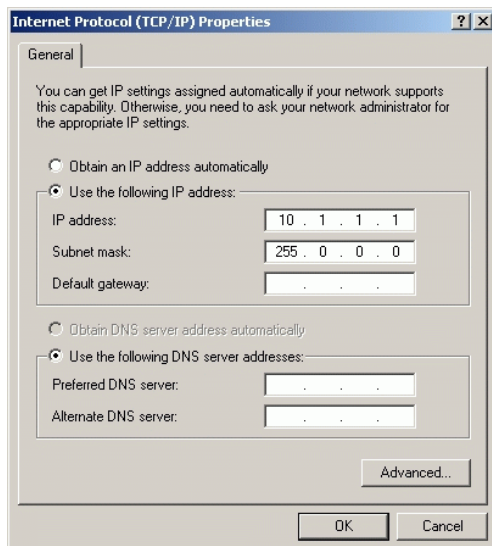 Internet Protocol (TCP/IP) Properties ? X
General
You can get IP settings assigned automatically if your network supports
this capability. Otherwise, you need to ask your network administrator for
the appropriate IP settings.
Obtain an IP address automatically
Use the following IP address:
IP address: 10 . 1 . 1 . 1
Subnet mask: 255 . 0 . 0 . 0
Default gateway: . . .
Obtain DNS server address automatically
Use the following DNS server addresses:
Preferred DNS server: . . .
Alternate DNS server: . . .
Advanced...
OK Cancel